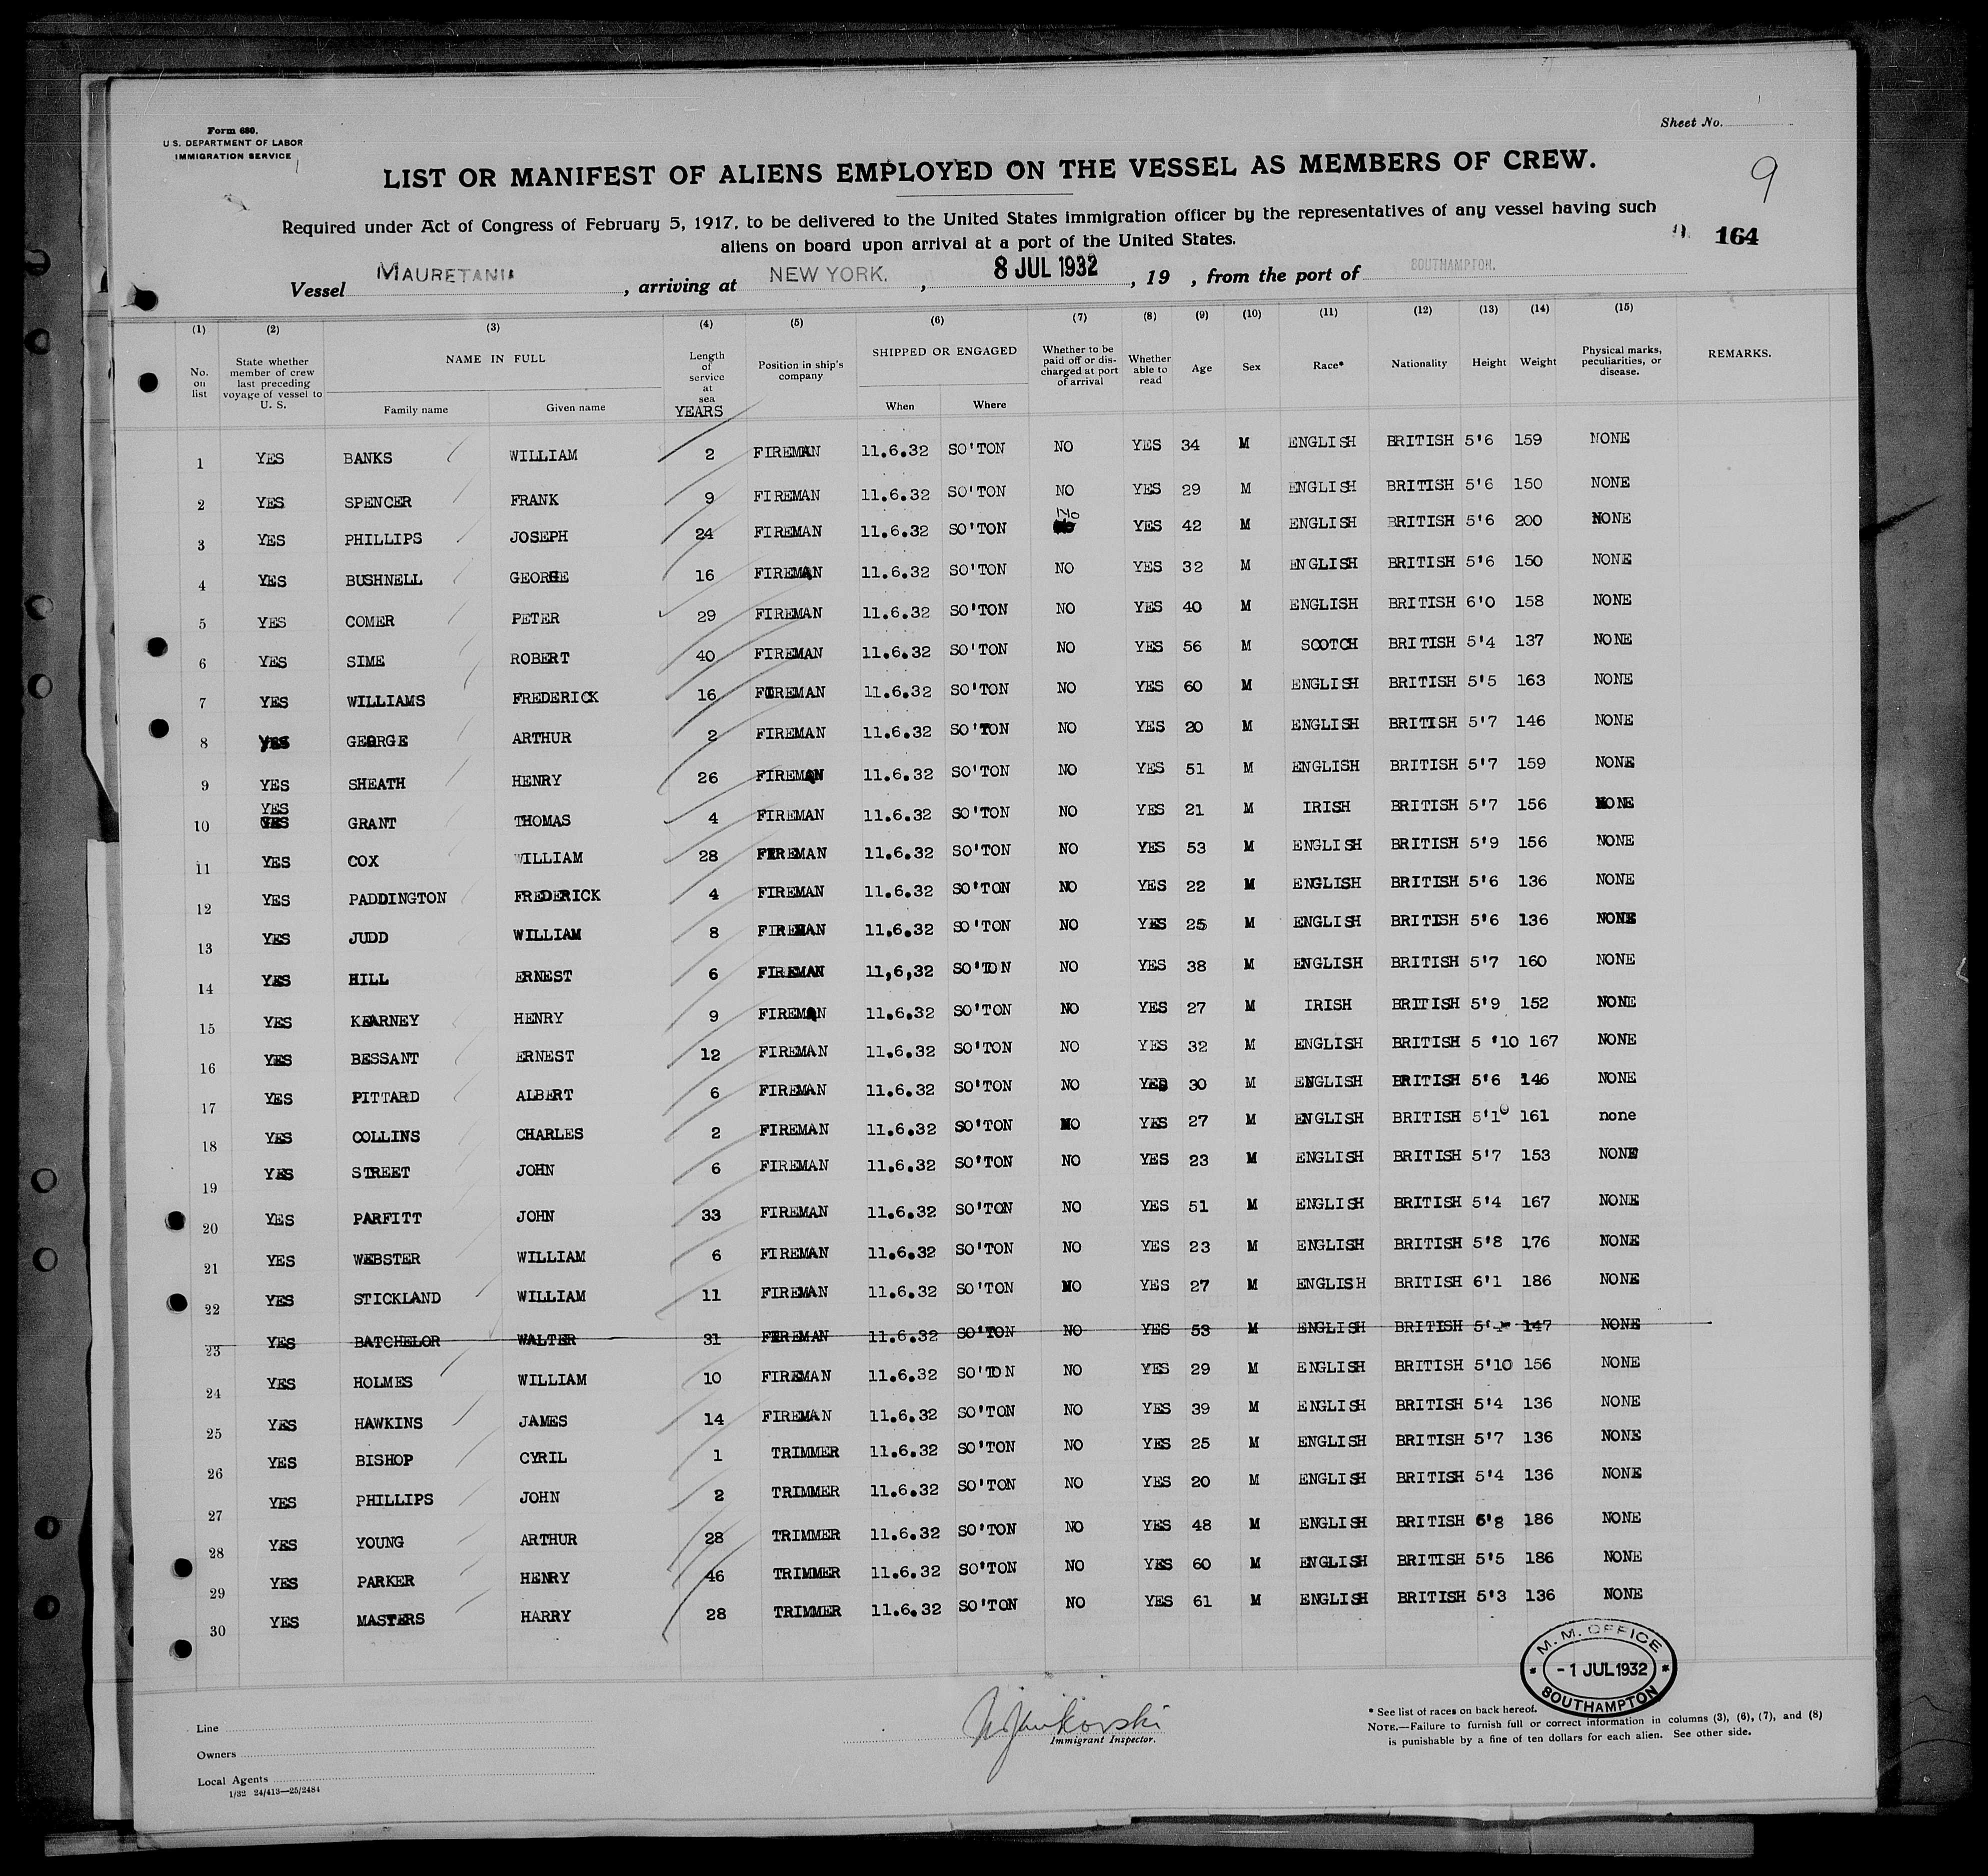 Form 680.
U.S. DEPARTMENT OF LABOR
IMMIGRATION SERVICE
Sheet No.
LIST OR MANIFEST OF ALIENS EMPLOYED ON THE VESSEL AS MEMBERS OF CREW.
9
Required under Act of Congress of February 5, 1917, to be delivered to the United States immigration officer by the representatives of any vessel having such
aliens on board upon arrival at a port of the United States.
164
Vessel MAURETANIA, arriving at NEW YORK., 8 JUL 1932, 19 , from the port of SOUTHAMPTON.
(1) (2) (3) (4) (5) (6) (7) (8) (9) (10) (11) (12) (13) (14) (15)
No. on list | State whether member of crew last preceding voyage of vessel to U. S. | NAME IN FULL | Family name | Given name | Length of service at sea YEARS | Position in ship's company | SHIPPED OR ENGAGED | When | Where | Whether to be paid off or discharged at port of arrival | Whether able to read | Age | Sex | Race* | Nationality | Height | Weight | Physical marks, peculiarities, or disease. | REMARKS.
1 YES BANKS WILLIAM 2 FIREMAN 11.6.32 SO'TON NO YES 34 M ENGLISH BRITISH 5'6 159 NONE
2 YES SPENCER FRANK 9 FIREMAN 11.6.32 SO'TON NO YES 29 M ENGLISH BRITISH 5'6 150 NONE
3 YES PHILLIPS JOSEPH 24 FIREMAN 11.6.32 SO'TON No YES 42 M ENGLISH BRITISH 5'6 200 NONE
4 YES BUSHNELL GEORGE 16 FIREMAN 11.6.32 SO'TON NO YES 32 M ENGLISH BRITISH 5'6 150 NONE
5 YES COMER PETER 29 FIREMAN 11.6.32 SO'TON NO YES 40 M ENGLISH BRITISH 6'0 158 NONE
6 YES SIME ROBERT 40 FIREMAN 11.6.32 SO'TON NO YES 56 M SCOTCH BRITISH 5'4 137 NONE
7 YES WILLIAMS FREDERICK 16 FIREMAN 11.6.32 SO'TON NO YES 60 M ENGLISH BRITISH 5'5 163 NONE
8 YES GEORGE ARTHUR 2 FIREMAN 11.6.32 SO'TON NO YES 20 M ENGLISH BRITISH 5'7 146 NONE
9 YES SHEATH HENRY 26 FIREMAN 11.6.32 SO'TON NO YES 51 M ENGLISH BRITISH 5'7 159 NONE
YES
10 YES GRANT THOMAS 4 FIREMAN 11.6.32 SO'TON NO YES 21 M IRISH BRITISH 5'7 156 NONE
11 YES COX WILLIAM 28 FIREMAN 11.6.32 SO'TON NO YES 53 M ENGLISH BRITISH 5'9 156 NONE
12 YES PADDINGTON FREDERICK 4 FIREMAN 11.6.32 SO'TON NO YES 22 M ENGLISH BRITISH 5'6 136 NONE
13 YES JUDD WILLIAM 8 FIREMAN 11.6.32 SO'TON NO YES 25 M ENGLISH BRITISH 5'6 136 NONE
14 YES HILL ERNEST 6 FIREMAN 11,6,32 SO'TON NO YES 38 M ENGLISH BRITISH 5'7 160 NONE
15 YES KEARNEY HENRY 9 FIREMAN 11.6.32 SO'TON NO YES 27 M IRISH BRITISH 5'9 152 NONE
16 YES BESSANT ERNEST 12 FIREMAN 11.6.32 SO'TON NO YES 32 M ENGLISH BRITISH 5 '10 167 NONE
17 YES PITTARD ALBERT 6 FIREMAN 11.6.32 SO'TON NO YES 30 M ENGLISH BRITISH 5'6 146 NONE
18 YES COLLINS CHARLES 2 FIREMAN 11.6.32 SO'TON NO YES 27 M ENGLISH BRITISH 5'10 161 none
19 YES STREET JOHN 6 FIREMAN 11.6.32 SO'TON NO YES 23 M ENGLISH BRITISH 5'7 153 NONE
20 YES PARFITT JOHN 33 FIREMAN 11.6.32 SO'TON NO YES 51 M ENGLISH BRITISH 5'4 167 NONE
21 YES WEBSTER WILLIAM 6 FIREMAN 11.6.32 SO'TON NO YES 23 M ENGLISH BRITISH 5'8 176 NONE
22 YES STICKLAND WILLIAM 11 FIREMAN 11.6.32 SO'TON NO YES 27 M ENGLISH BRITISH 6'1 186 NONE
23 YES BATCHELOR WALTER 31 FIREMAN 11.6.32 SO'TON NO YES 53 M ENGLISH BRITISH 147 NONE
24 YES HOLMES WILLIAM 10 FIREMAN 11.6.32 SO'TON NO YES 29 M ENGLISH BRITISH 5'10 156 NONE
25 YES HAWKINS JAMES 14 FIREMAN 11.6.32 SO'TON NO YES 39 M ENGLISH BRITISH 5'4 136 NONE
26 YES BISHOP CYRIL 1 TRIMMER 11.6.32 SO'TON NO YES 25 M ENGLISH BRITISH 5'7 136 NONE
27 YES PHILLIPS JOHN 2 TRIMMER 11.6.32 SO'TON NO YES 20 M ENGLISH BRITISH 5'4 136 NONE
28 YES YOUNG ARTHUR 28 TRIMMER 11.6.32 SO'TON NO YES 48 M ENGLISH BRITISH 6'8 186 NONE
29 YES PARKER HENRY 46 TRIMMER 11.6.32 SO'TON NO YES 60 M ENGLISH BRITISH 5'5 186 NONE
30 YES MASTERS HARRY 28 TRIMMER 11.6.32 SO'TON NO YES 61 M ENGLISH BRITISH 5'3 136 NONE
M. M. OFFICE
- 1 JUL 1932
SOUTHAMPTON
Line
Owners
Local Agents
1/32 24/413—25/2484
Immigrant Inspector.
* See list of races on back hereof.
NOTE.—Failure to furnish full or correct information in columns (3), (6), (7), and (8)
is punishable by a fine of ten dollars for each alien. See other side.